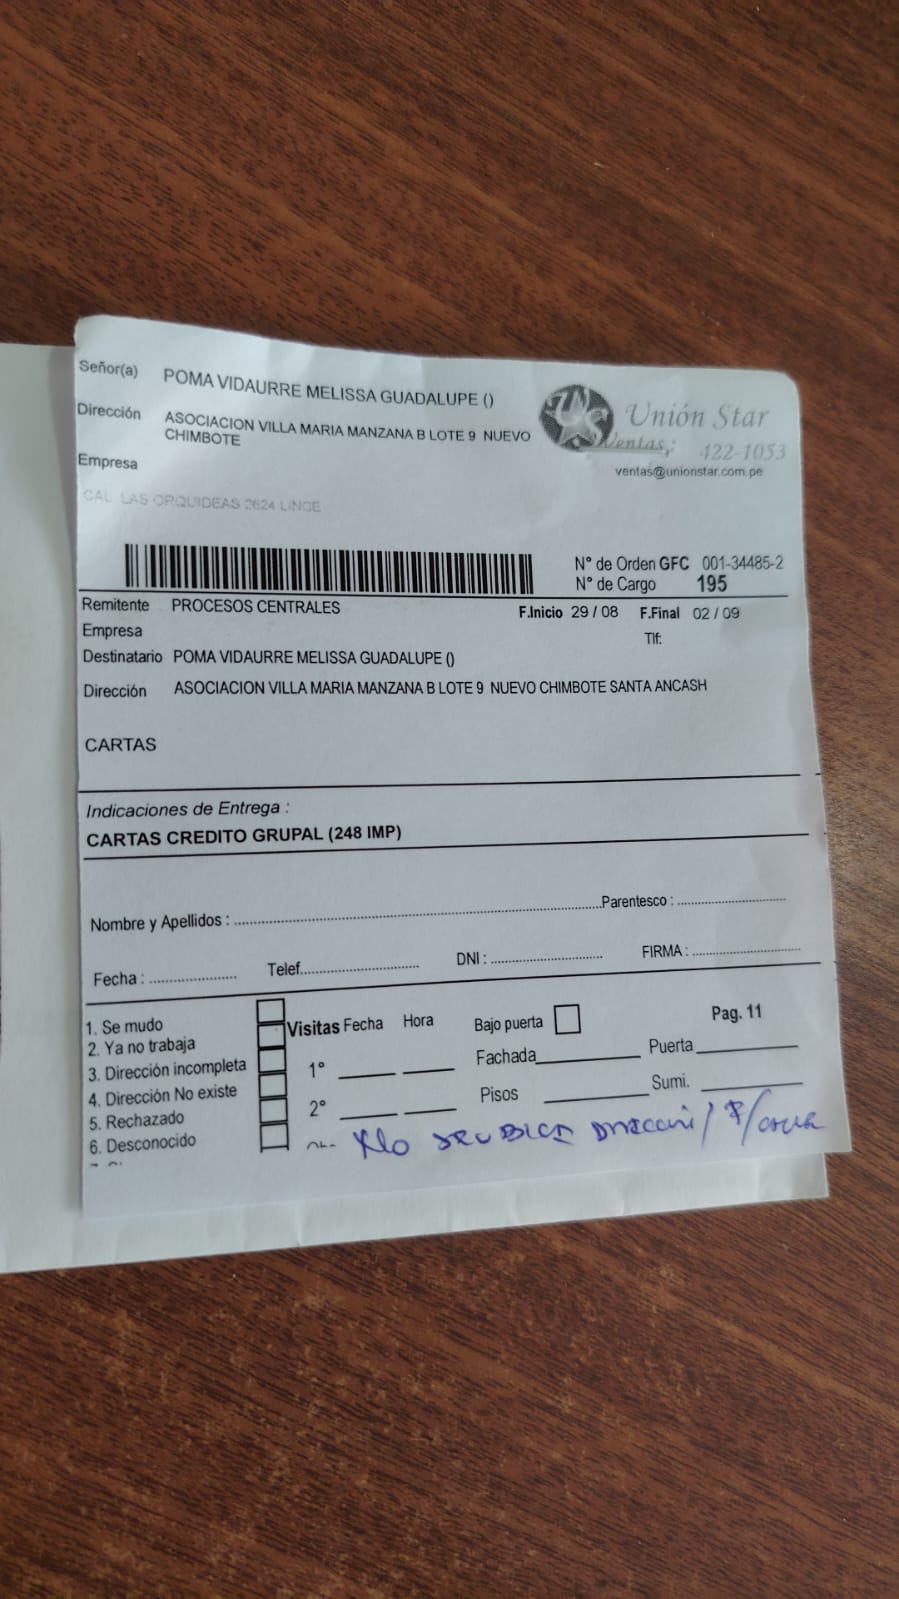 Señor(a) POMA VIDAURRE MELISSA GUADALUPE ()
Dirección ASOCIACION VILLA MARIA MANZANA B LOTE 9 NUEVO
CHIMBOTE
Empresa
CAL LAS ORQUIDEAS 2624 LINCE
Unión Star
Ventas: 422-1053
ventas@unionstar.com.pe
N° de Orden GFC 001-34485-2
N° de Cargo 195
Remitente PROCESOS CENTRALES F.Inicio 29 / 08 F.Final 02 / 09
Empresa Tlf:
Destinatario POMA VIDAURRE MELISSA GUADALUPE ()
Dirección ASOCIACION VILLA MARIA MANZANA B LOTE 9 NUEVO CHIMBOTE SANTA ANCASH
CARTAS
Indicaciones de Entrega :
CARTAS CREDITO GRUPAL (248 IMP)
Nombre y Apellidos : Parentesco :
Fecha : Telef. DNI : FIRMA :
1. Se mudo
2. Ya no trabaja
3. Dirección incompleta
4. Dirección No existe
5. Rechazado
6. Desconocido
Visitas Fecha Hora
1°
2°
Bajo puerta
Fachada
Pisos
Pag. 11
Puerta
Sumi.
No se ubica